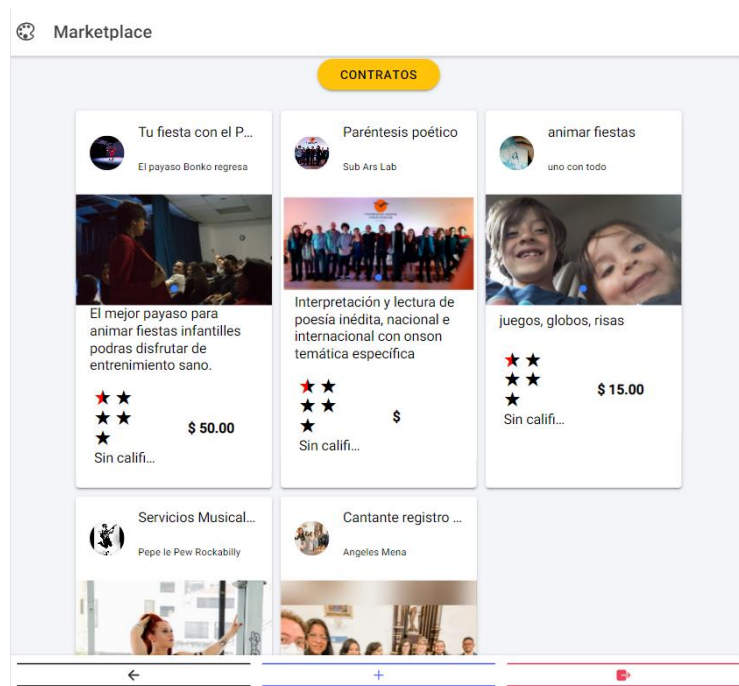 Marketplace
CONTRATOS
Tu fiesta con el P...
El payaso Bonko regresa
El mejor payaso para
animar fiestas infantilles
podras disfrutar de
entrenimiento sano.
$ 50.00
Sin califi...
Paréntesis poético
Sub Ars Lab
Interpretación y lectura de
poesía inédita, nacional e
internacional con onson
temática específica
$
Sin califi...
animar fiestas
uno con todo
juegos, globos, risas
$ 15.00
Sin califi...
Servicios Musical...
Pepe le Pew Rockabilly
Cantante registro ...
Angeles Mena